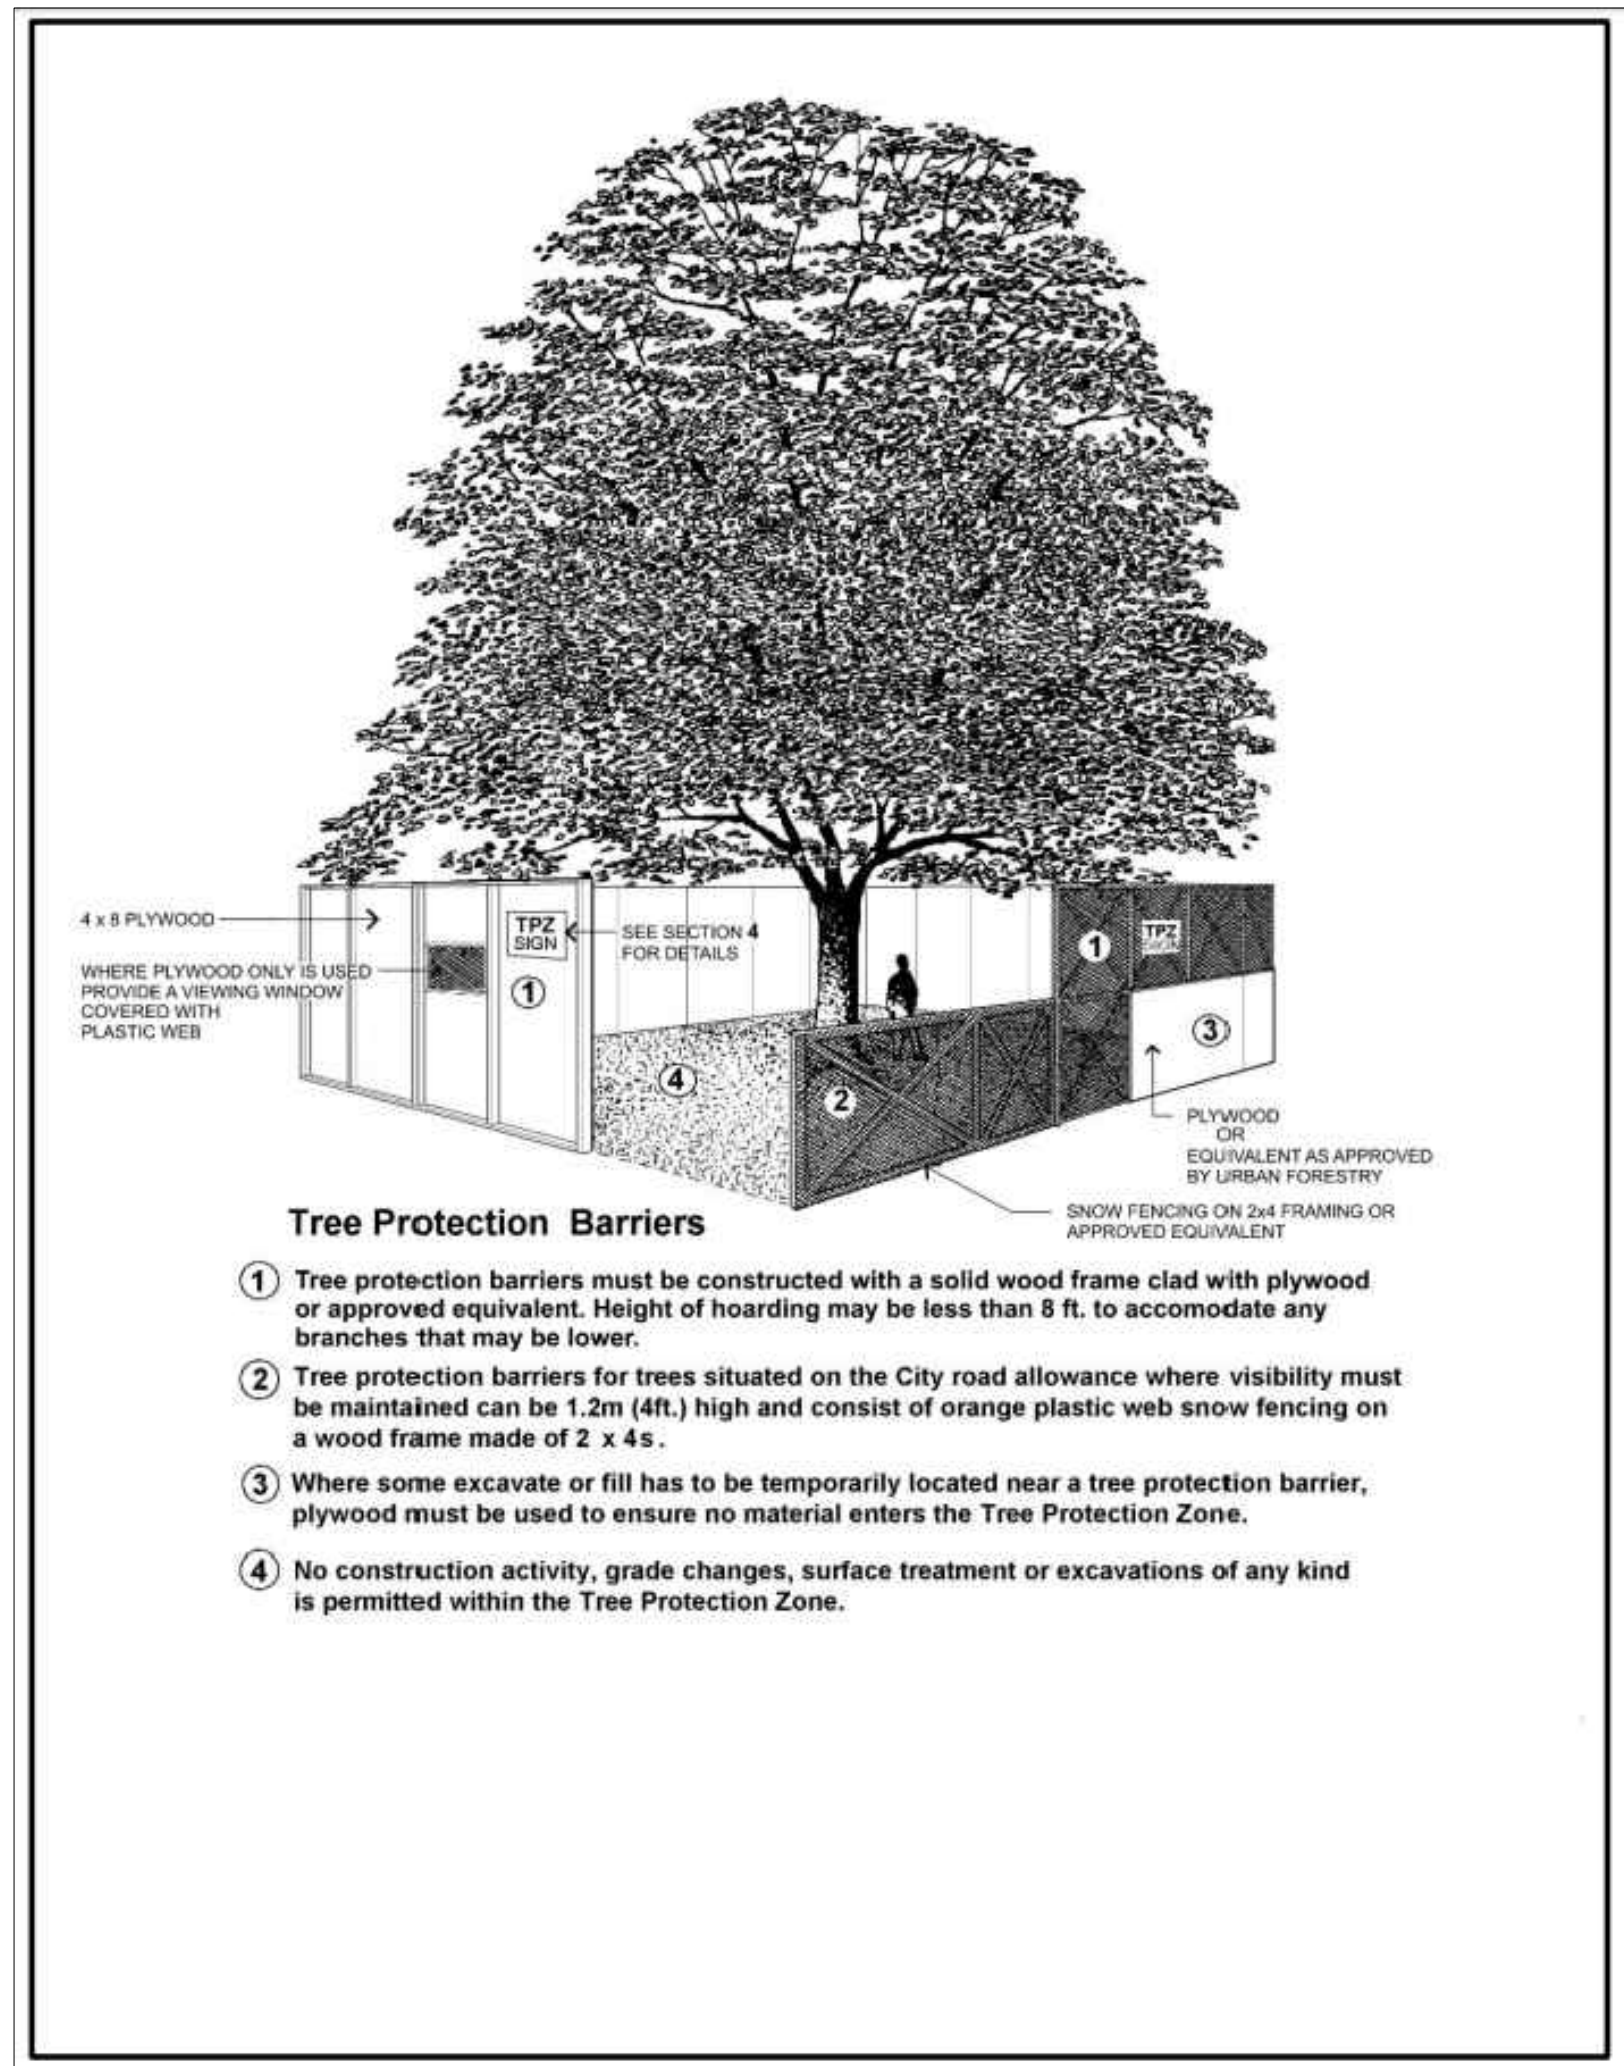 4 x 8 PLYWOOD
WHERE PLYWOOD ONLY IS USED
PROVIDE A VIEWING WINDOW
COVERED WITH
PLASTIC WEB
TPZ
SIGN
1
SEE SECTION 4
FOR DETAILS
1
TPZ
SIGN
3
4
2
PLYWOOD
OR
EQUIVALENT AS APPROVED
BY URBAN FORESTRY
SNOW FENCING ON 2x4 FRAMING OR
APPROVED EQUIVALENT
Tree Protection Barriers
1 Tree protection barriers must be constructed with a solid wood frame clad with plywood
or approved equivalent. Height of hoarding may be less than 8 ft. to accomodate any
branches that may be lower.
2 Tree protection barriers for trees situated on the City road allowance where visibility must
be maintained can be 1.2m (4ft.) high and consist of orange plastic web snow fencing on
a wood frame made of 2 x 4s.
3 Where some excavate or fill has to be temporarily located near a tree protection barrier,
plywood must be used to ensure no material enters the Tree Protection Zone.
4 No construction activity, grade changes, surface treatment or excavations of any kind
is permitted within the Tree Protection Zone.